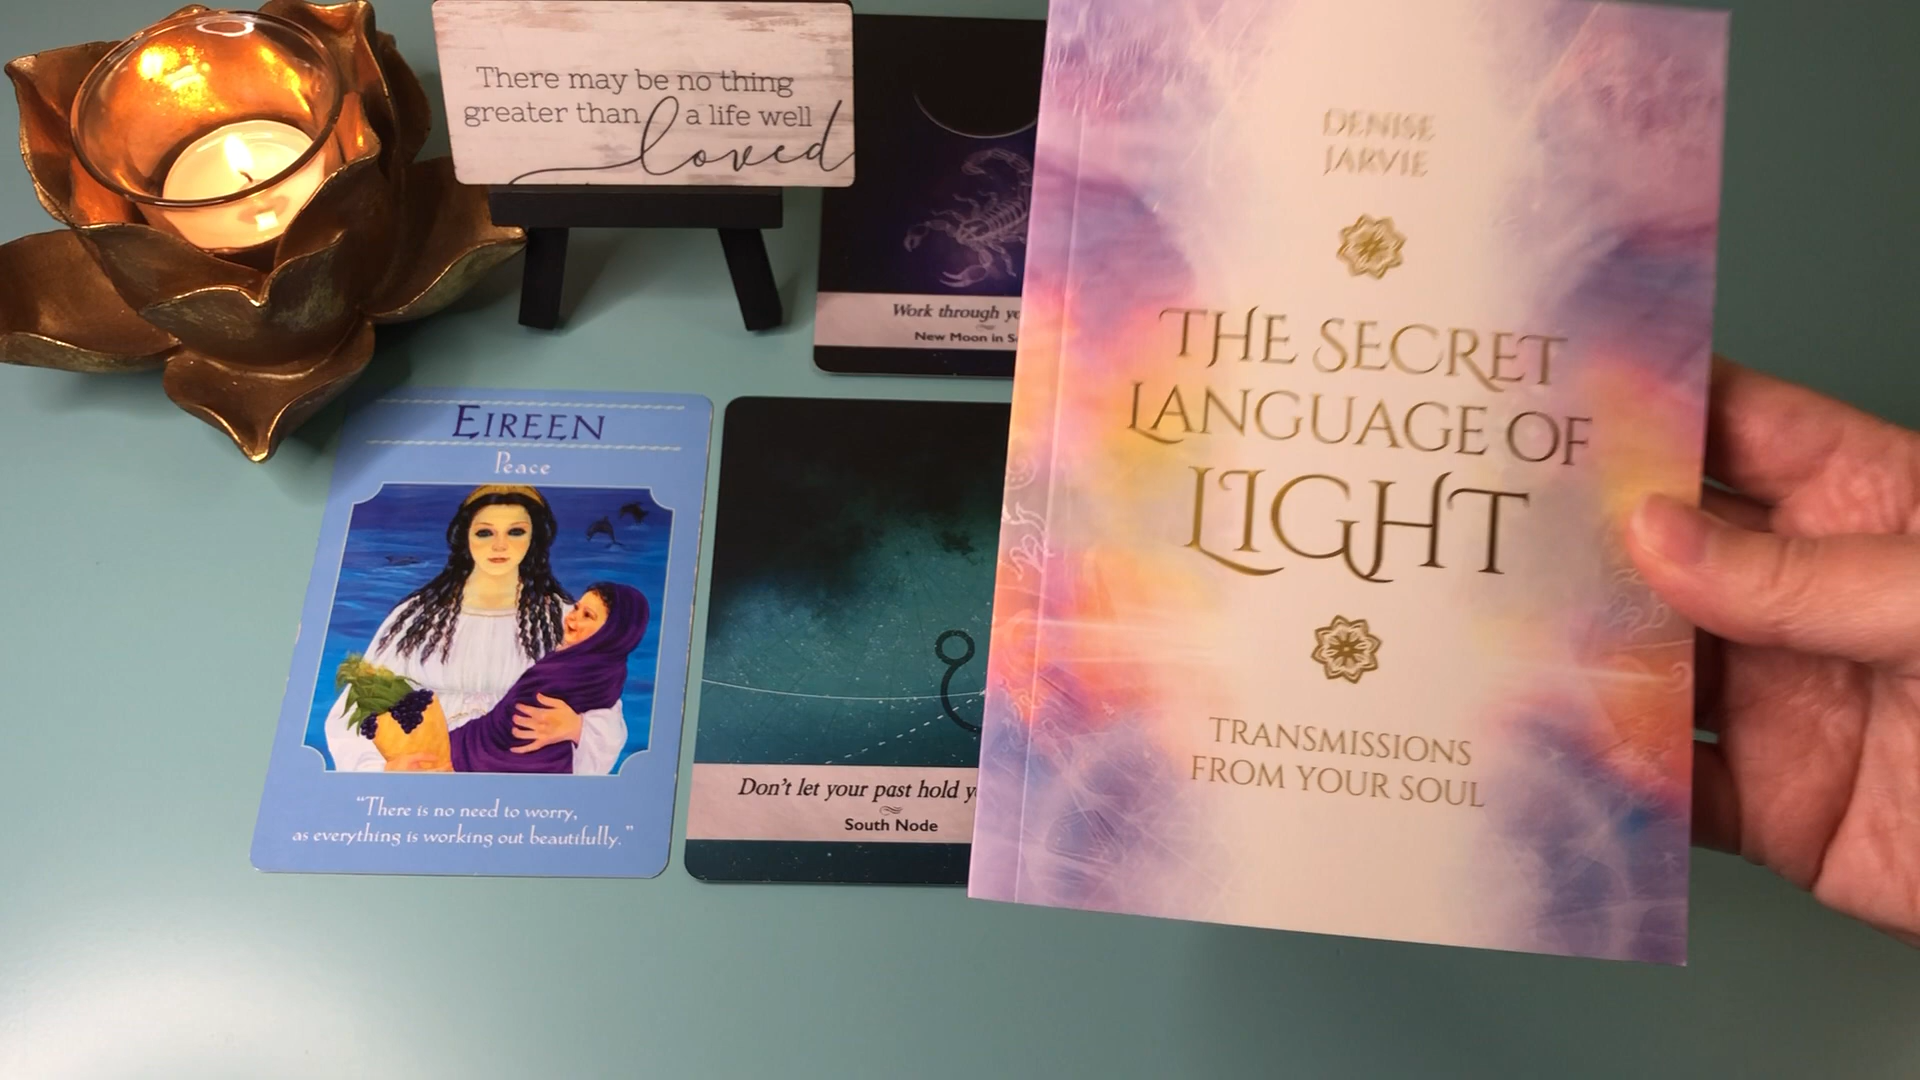 There may be no thing
greater than a life well
loved
Work through
New Moon in
EIREEN
Peace
"There is no need to worry,
as everything is working out beautifully."
Don't let your past hold
South Node
DENISE
JARVIE
THE SECRET
LANGUAGE OF
LIGHT
TRANSMISSIONS
FROM YOUR SOUL